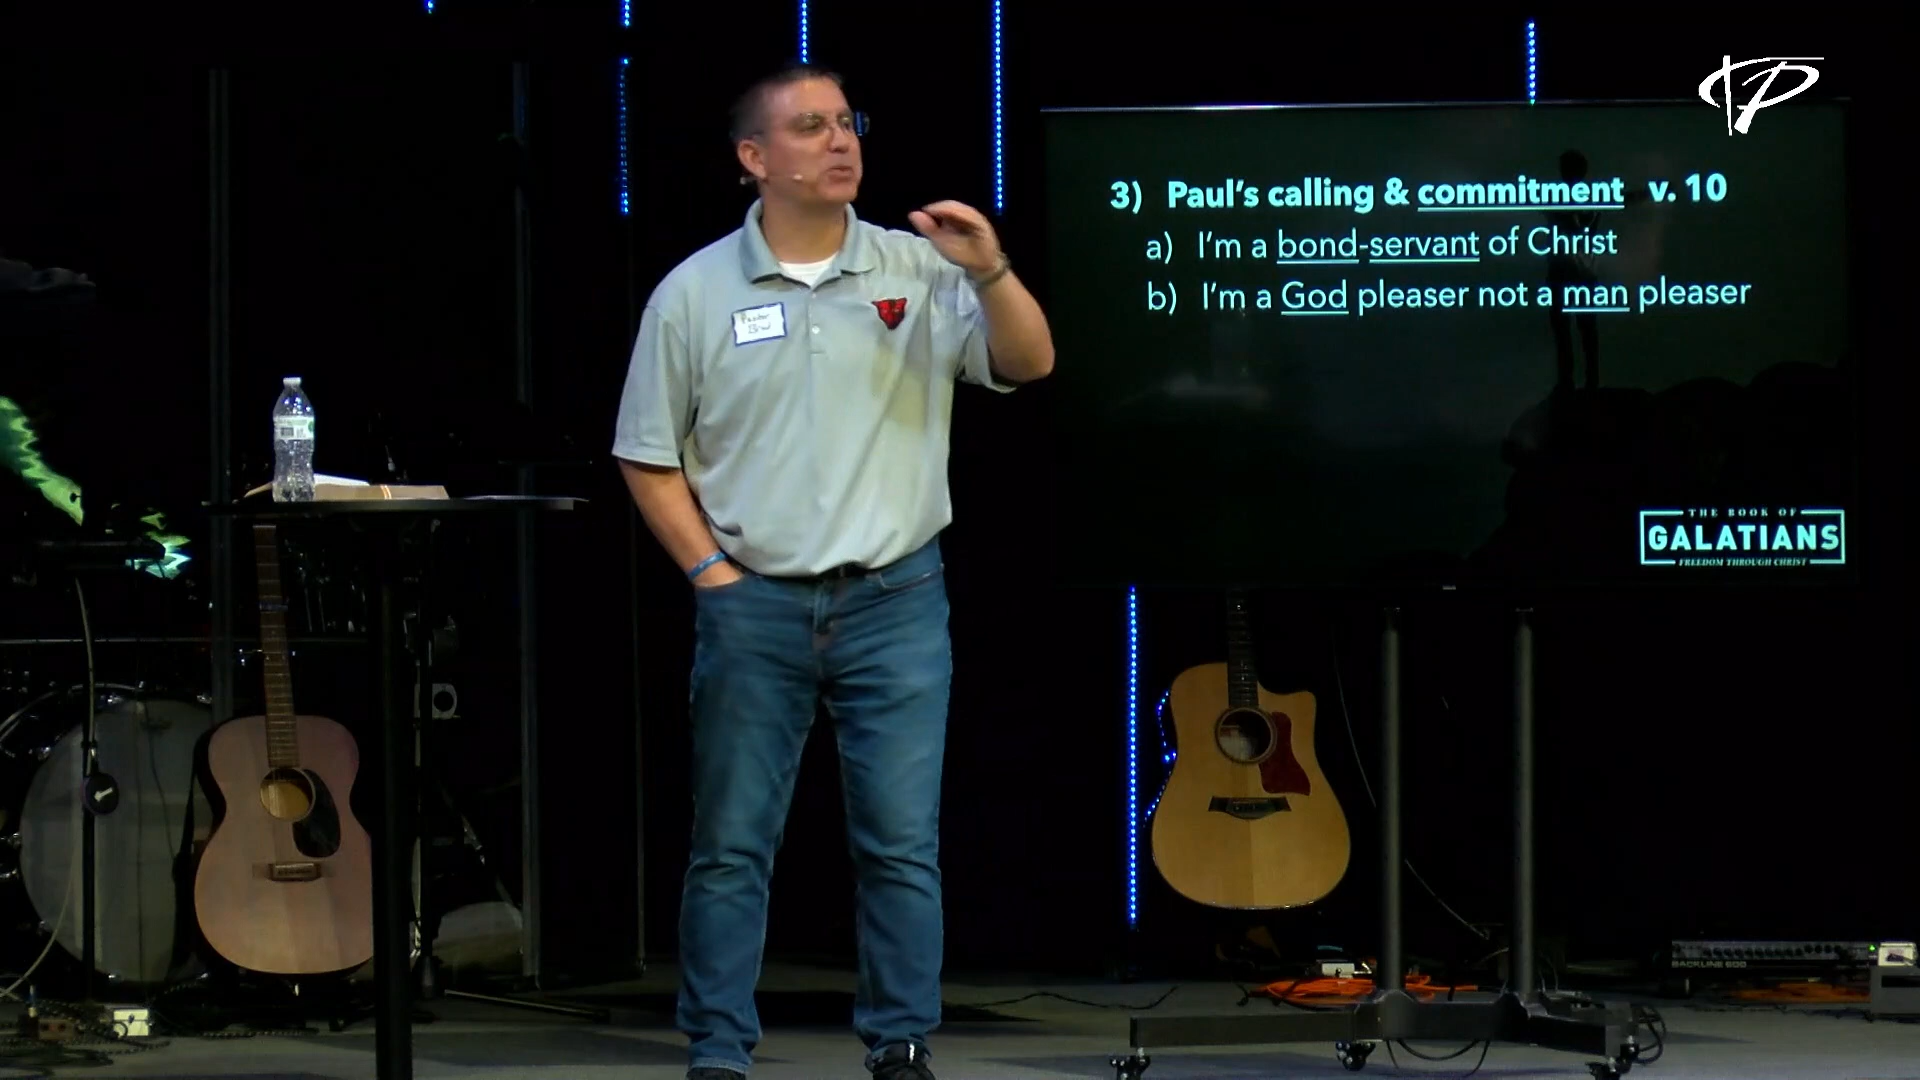 3) Paul's calling & commitment v. 10
a) I'm a bond-servant of Christ
b) I'm a God pleaser not a man pleaser
THE BOOK OF
GALATIANS
FREEDOM THROUGH CHRIST
Pastor
Brad
BACKLINE 600